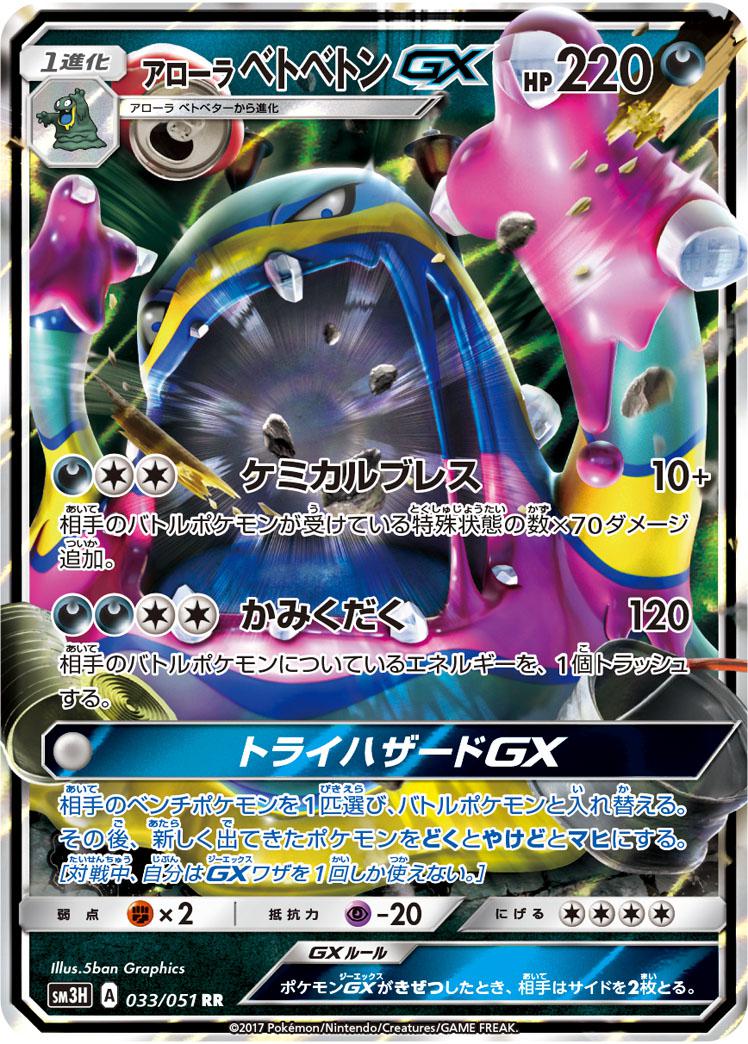 1進化
アローラ ベトベトンGX
HP 220
アローラ ベトベターから進化
ケミカルブレス 10+
相手のバトルポケモンが受けている特殊状態の数×70ダメージ
追加。
かみくだく 120
相手のバトルポケモンについているエネルギーを、1個トラッシュ
する。
トライハザードGX
相手のベンチポケモンを1匹選び、バトルポケモンと入れ替える。
その後、新しく出てきたポケモンをどくとやけどとマヒにする。
[対戦中、自分はGXワザを1回しか使えない。]
弱点 ×2 抵抗力 -20 にげる
GXルール
ポケモンGXがきぜつしたとき、相手はサイドを2枚とる。
Illus.5ban Graphics
SM3H A 033/051 RR
©2017 Pokémon/Nintendo/Creatures/GAME FREAK.